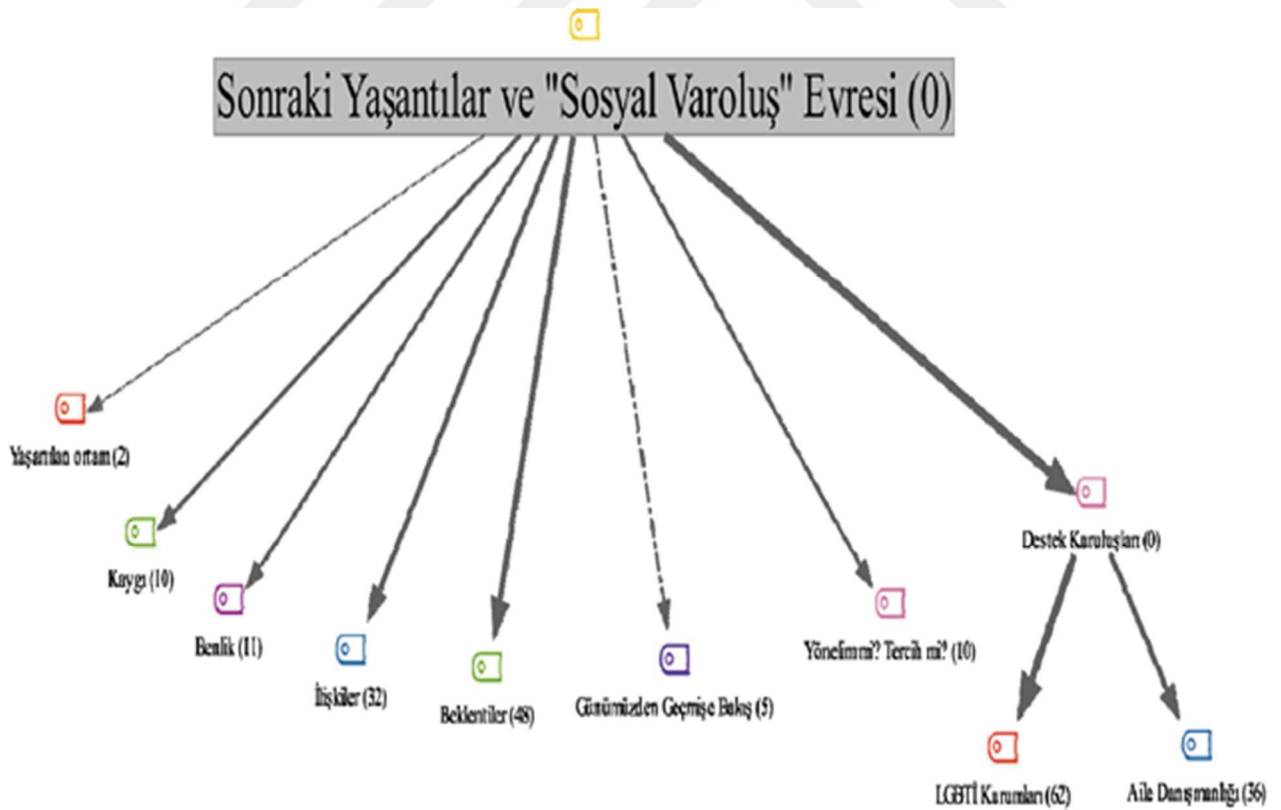 Sonraki Yaşantılar ve "Sosyal Varoluş" Evresi (0)
Yaşanılan ortam (2)
Kaygı (10)
Benlik (11)
İlişkiler (32)
Beklentiler (48)
Günümüzden Geçmişe Bakış (5)
Yönelim mi? Tercih mi? (10)
Destek Kuruluşları (0)
LGBTİ Kurumları (62)
Aile Danışmanlığı (36)